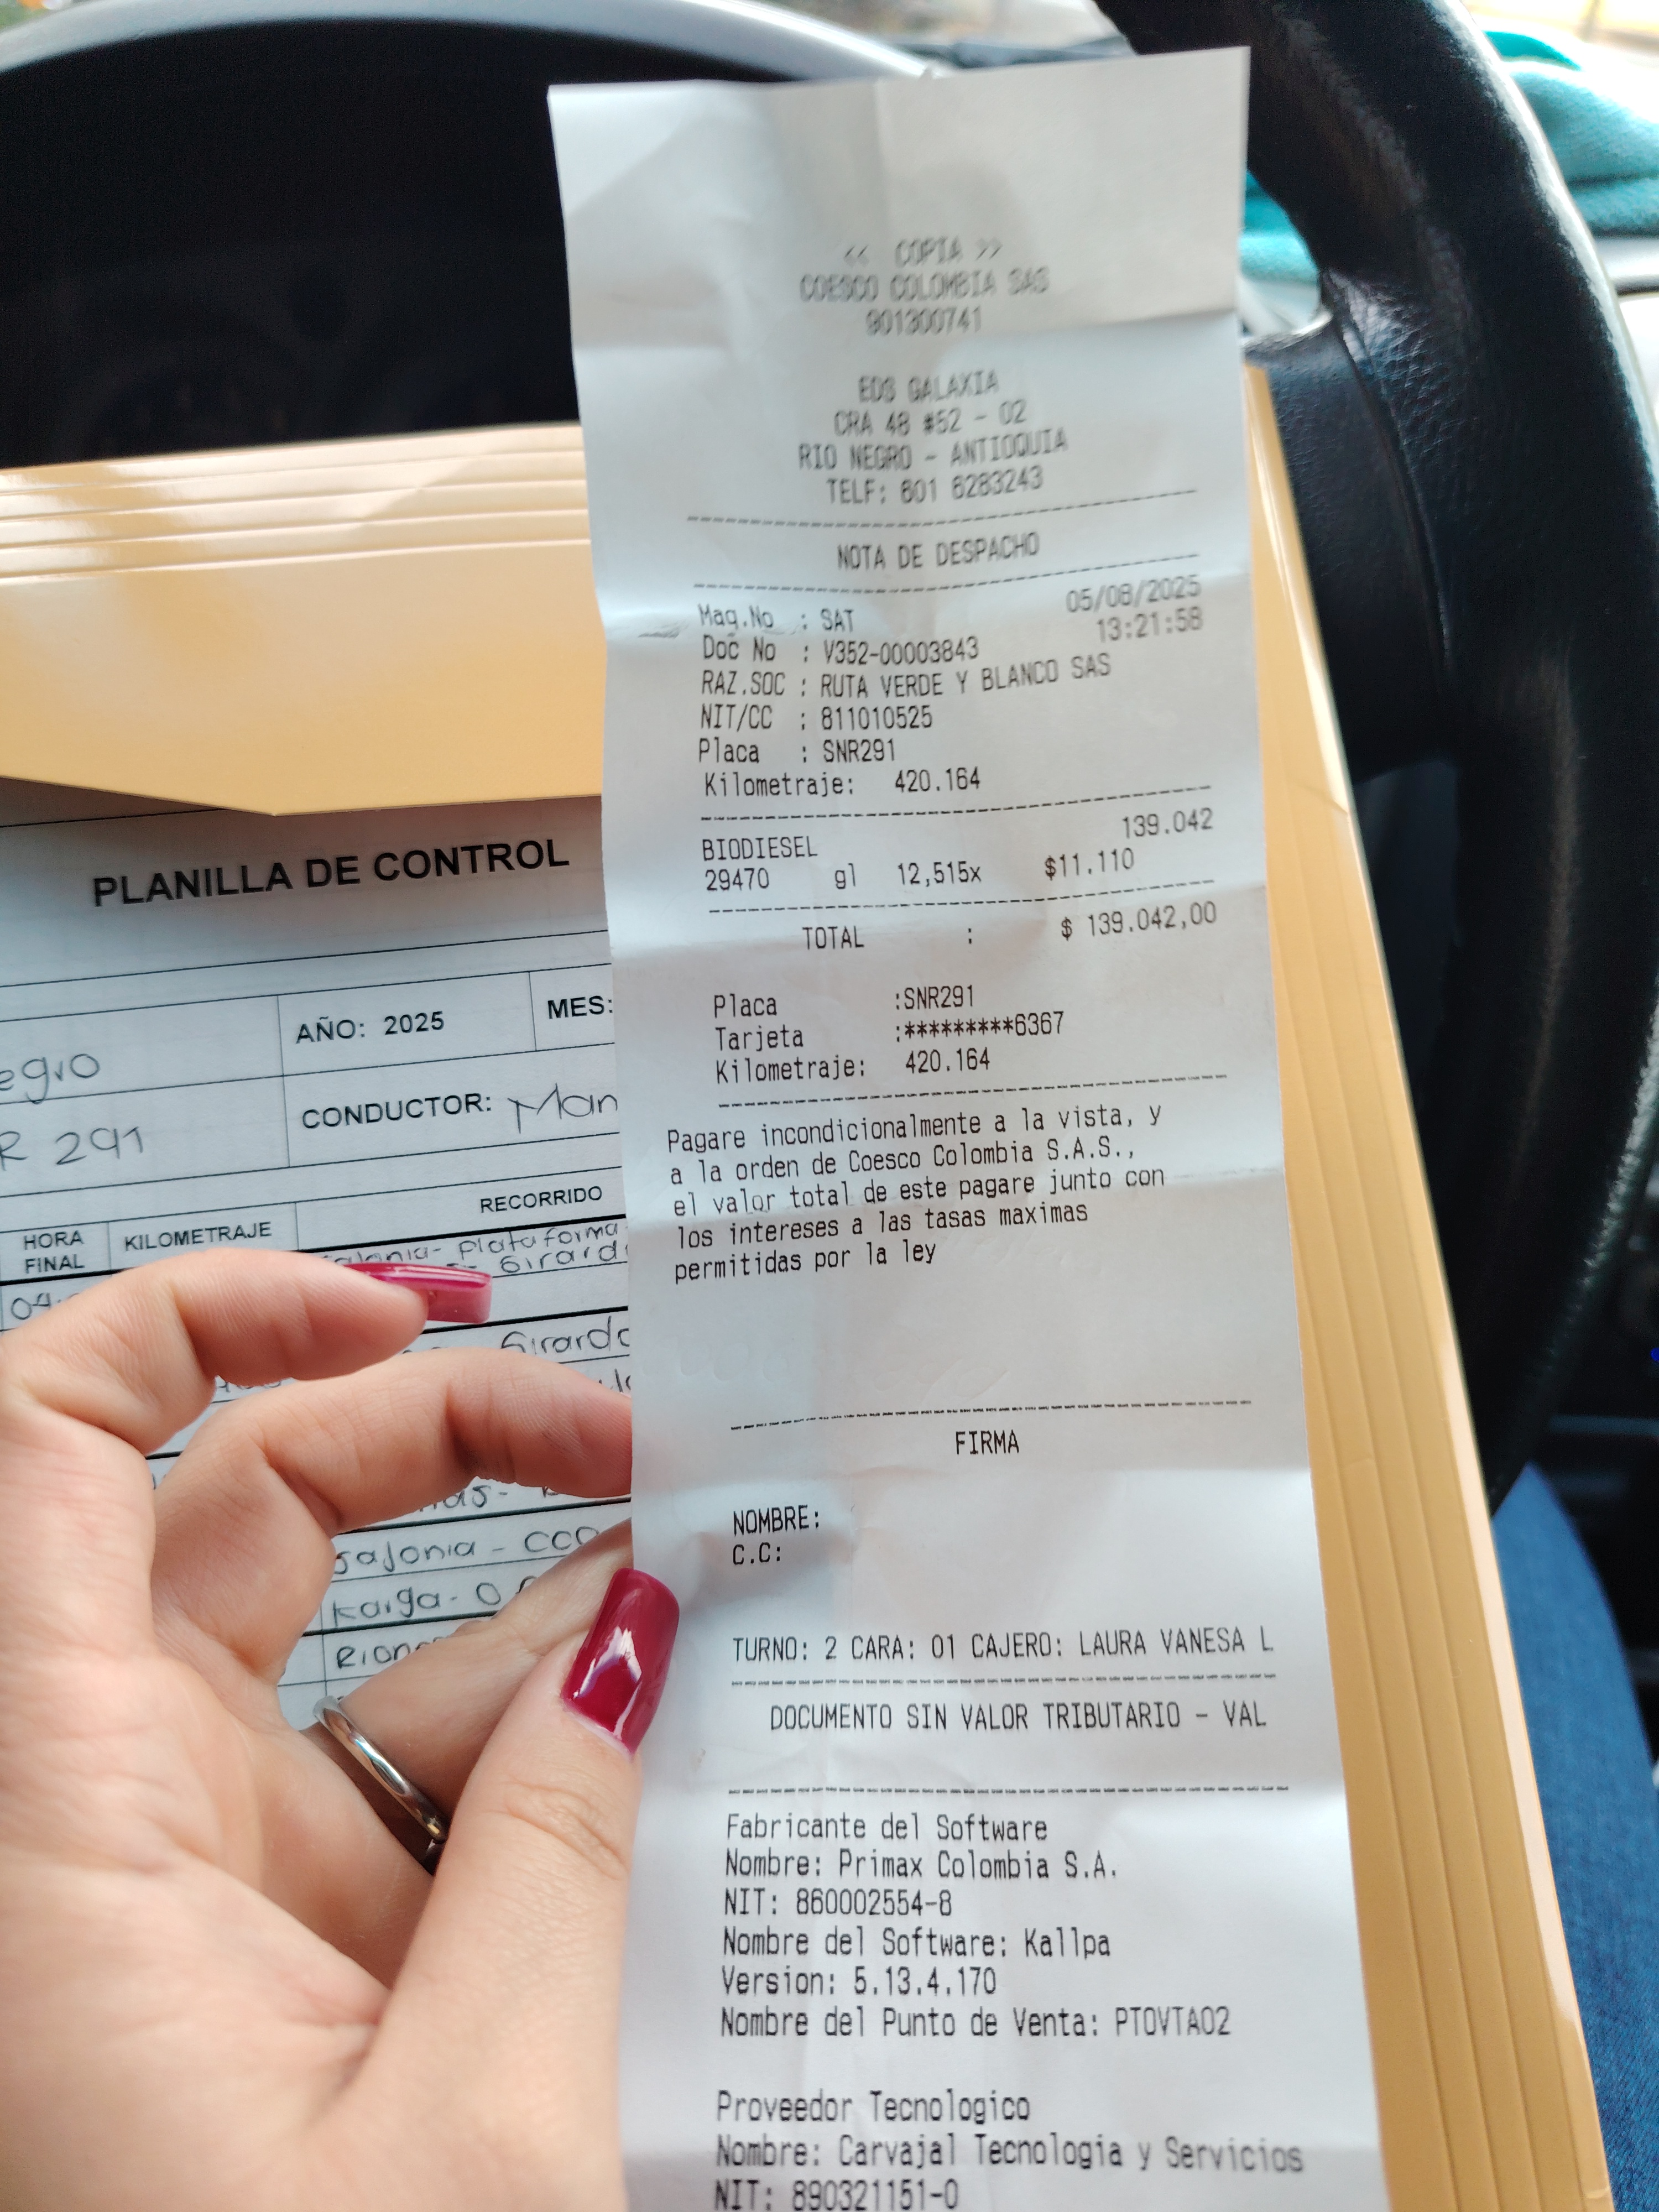 << COPIA >>
COESCO COLOMBIA SAS
901300741
EDS GALAXIA
CRA 48 #52 - 02
RIO NEGRO - ANTIOQUIA
TELF: 601 6283243
NOTA DE DESPACHO
Maq.No : SAT 05/08/2025
13:21:58
Doc No : V352-00003843
RAZ.SOC : RUTA VERDE Y BLANCO SAS
NIT/CC : 811010525
Placa : SNR291
Kilometraje: 420.164
BIODIESEL 139.042
29470 gl 12,515x $11.110
TOTAL : $ 139.042,00
Placa :SNR291
Tarjeta :*********6367
Kilometraje: 420.164
Pagare incondicionalmente a la vista, y
a la orden de Coesco Colombia S.A.S.,
el valor total de este pagare junto con
los intereses a las tasas maximas
permitidas por la ley
FIRMA
NOMBRE:
C.C:
TURNO: 2 CARA: 01 CAJERO: LAURA VANESA L
DOCUMENTO SIN VALOR TRIBUTARIO - VAL
Fabricante del Software
Nombre: Primax Colombia S.A.
NIT: 860002554-8
Nombre del Software: Kallpa
Version: 5.13.4.170
Nombre del Punto de Venta: PTOVTA02
Proveedor Tecnologico
Nombre: Carvajal Tecnologia y Servicios
NIT: 890321151-0
PLANILLA DE CONTROL
egro
AÑO: 2025 MES:
R 291
CONDUCTOR: Man
RECORRIDO
HORA FINAL
KILOMETRAJE
Plataforma
Girard
Girardo
Sajonia - CCO
Karga - O